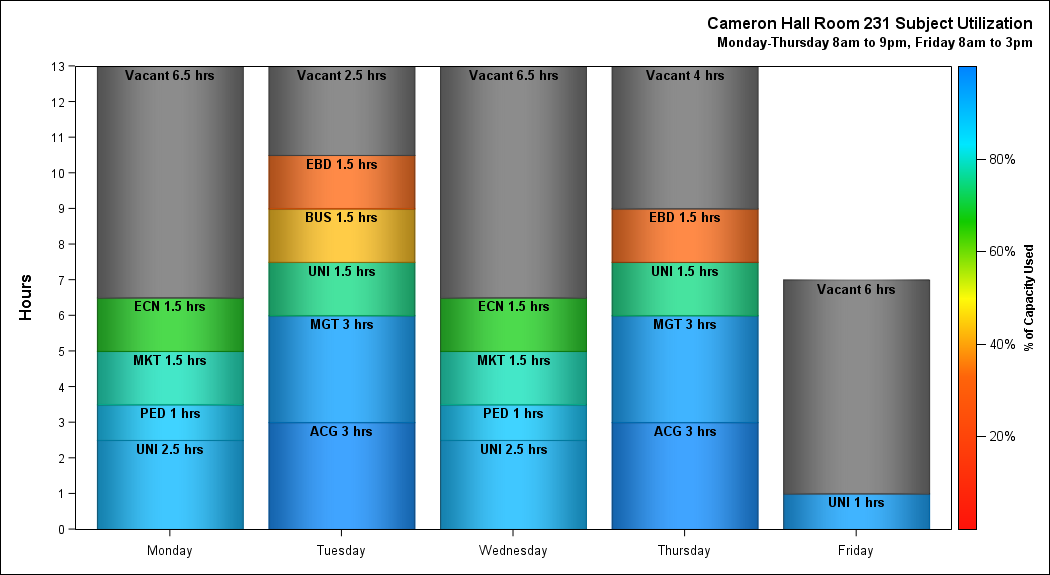 Cameron Hall Room 231 Subject Utilization
Monday-Thursday 8am to 9pm, Friday 8am to 3pm
Hours
13
12
11
10
9
8
7
6
5
4
3
2
1
0
Vacant 6.5 hrs
ECN 1.5 hrs
MKT 1.5 hrs
PED 1 hrs
UNI 2.5 hrs
Vacant 2.5 hrs
EBD 1.5 hrs
BUS 1.5 hrs
UNI 1.5 hrs
MGT 3 hrs
ACG 3 hrs
Vacant 6.5 hrs
ECN 1.5 hrs
MKT 1.5 hrs
PED 1 hrs
UNI 2.5 hrs
Vacant 4 hrs
EBD 1.5 hrs
UNI 1.5 hrs
MGT 3 hrs
ACG 3 hrs
Vacant 6 hrs
UNI 1 hrs
Monday
Tuesday
Wednesday
Thursday
Friday
80%
60%
40%
20%
% of Capacity Used